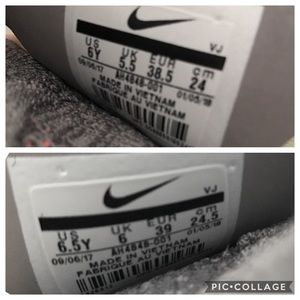 VJ
US UK EUR cm
6Y 5.5 38.5 24
09/06/17 AH4848-001 01/05/18
MADE IN VIETNAM
FABRIQUE AU VIETNAM
VJ
US UK EUR cm
6.5Y 6 39 24.5
09/06/17 AH4848-001 01/05/18
MADE IN VIETNAM
FABRIQUE AU VIETNAM
PIC•COLLAGE